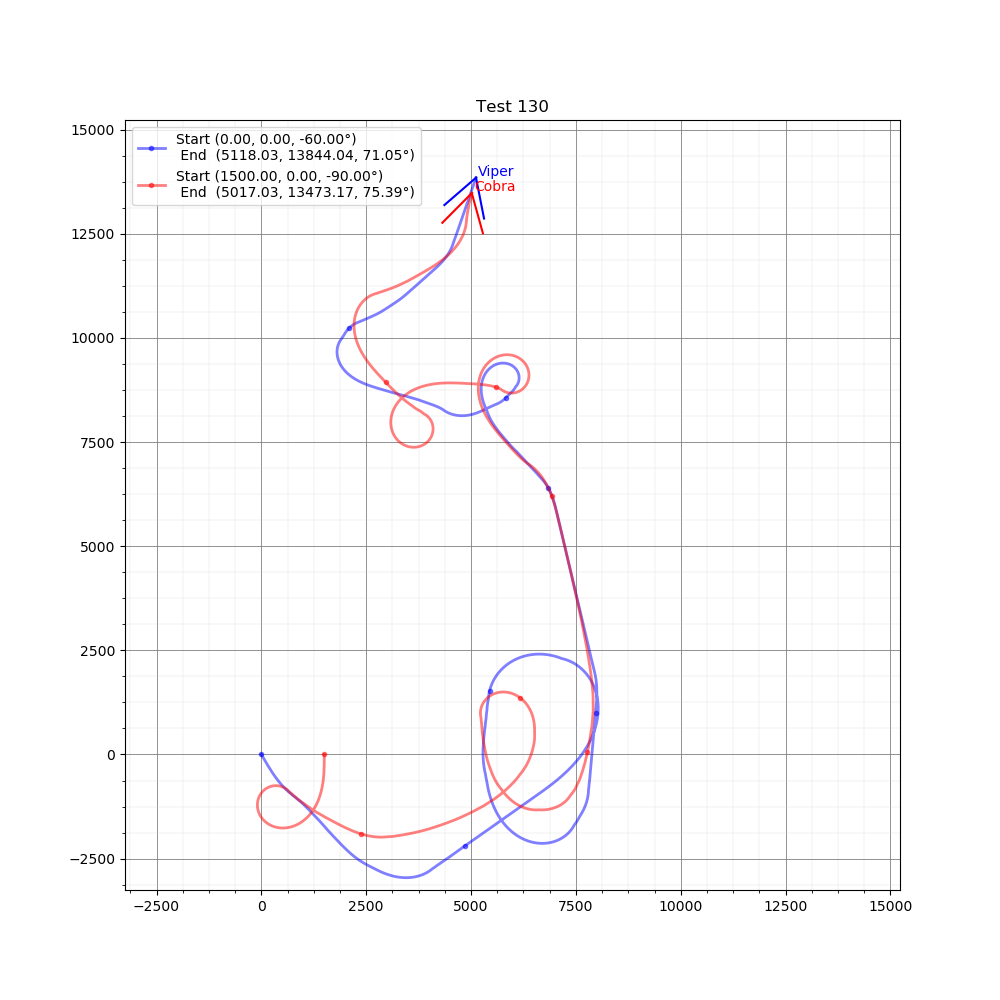 Test 130
Start (0.00, 0.00, -60.00°)
End (5118.03, 13844.04, 71.05°)
Start (1500.00, 0.00, -90.00°)
End (5017.03, 13473.17, 75.39°)
Viper
Cobra
15000
12500
10000
7500
5000
2500
0
−2500
−2500 0 2500 5000 7500 10000 12500 15000